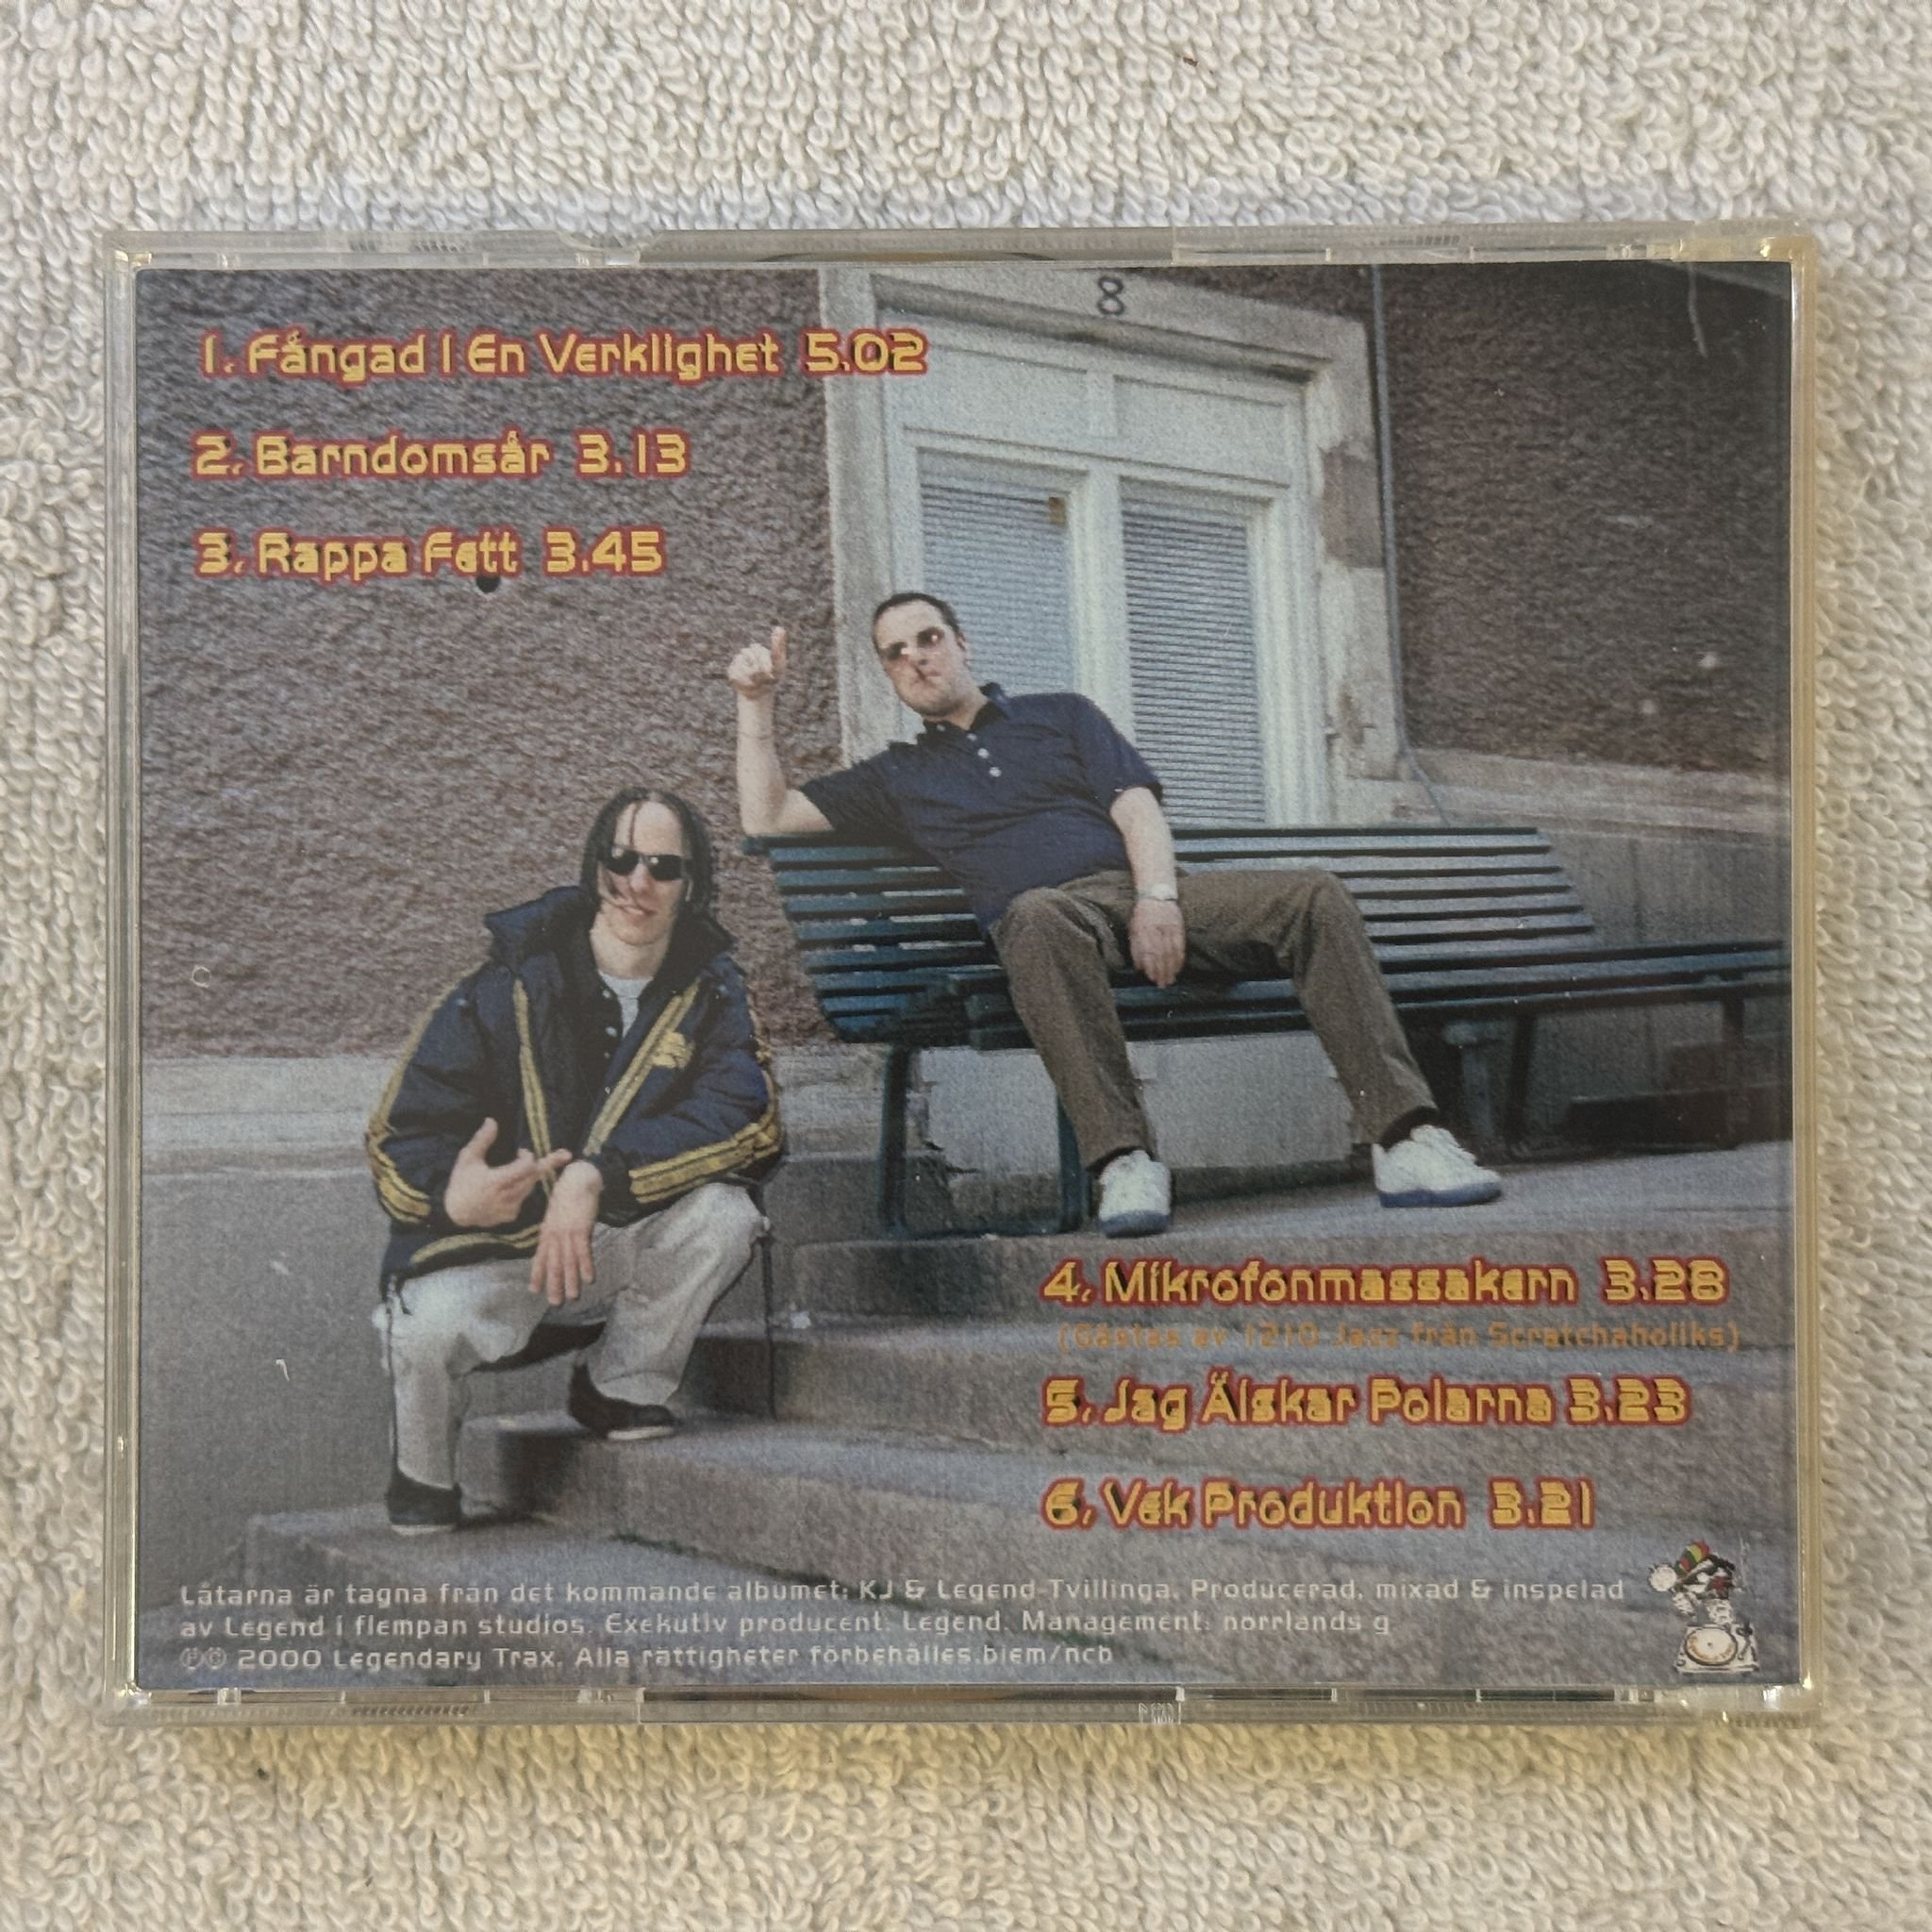 8
1. Fångad I En Verklighet 5.02
2. Barndomsår 3.13
3. Rappa Fett 3.45
4. Mikrofonmassakern 3.28
(Gästas av 1210 Jazz från Scratchaholiks)
5. Jag Älskar Polarna 3.23
6. Vek Produktion 3.21
Låtarna är tagna från det kommande albumet: KJ & Legend-Tvillinga. Producerad, mixad & inspelad
av Legend i flempan studios. Exekutiv producent: Legend. Management: norrlands g
℗© 2000 Legendary Trax. Alla rättigheter förbehålles.biem/ncb